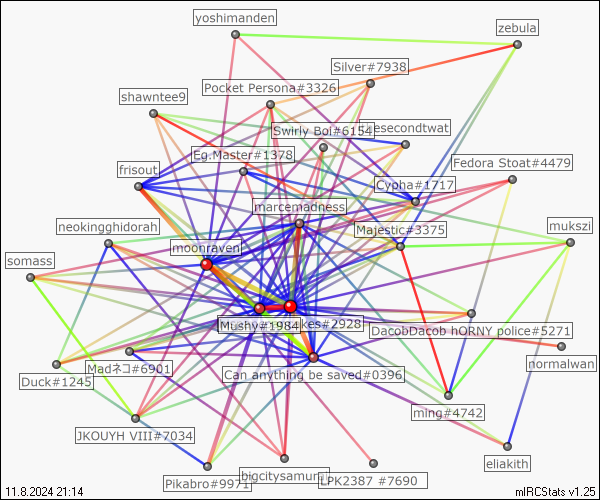 yoshimanden
zebula
Silver#7938
Pocket Persona#3326
shawntee9
Swirly Boi#6154
esecondtwat
Eg.Master#1378
Fedora Stoat#4479
frisout
Cypha#1717
marcemadness
neokingghidorah
Majestic#3375
mukszi
moonraven
somass
Mushy#1984
kes#2928
DacobDacob hORNY police#5271
normalwan
Madネコ#6901
Can anything be saved#0396
Duck#1245
ming#4742
JKOUYH VIII#7034
eliakith
bigcitysamurai
Pikabro#9971
LPK2387 #7690
11.8.2024 21:14
mIRCStats v1.25